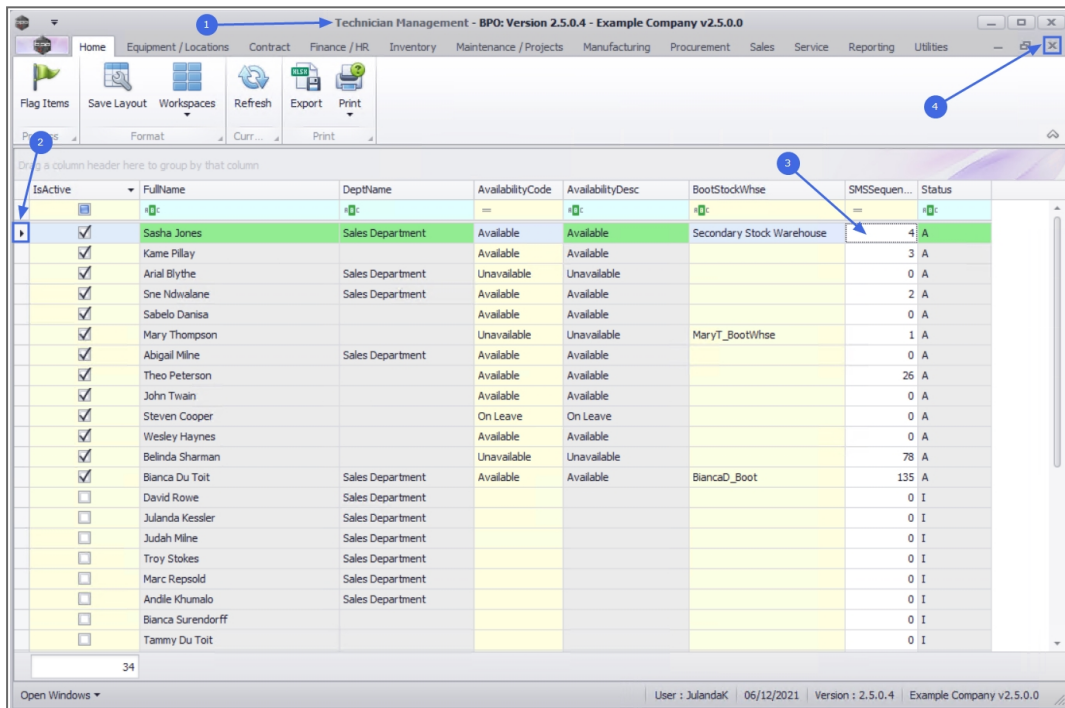 1
Technician Management - BPO: Version 2.5.0.4 - Example Company v2.5.0.0
Home Equipment / Locations Contract Finance / HR Inventory Maintenance / Projects Manufacturing Procurement Sales Service Reporting Utilities
4
Flag Items Save Layout Workspaces Refresh Export Print
Format Curr... Print
2
Drag a column header here to group by that column
3
IsActive FullName DeptName AvailabilityCode AvailabilityDesc BootStockWhse SMSSequen... Status
Sasha Jones Sales Department Available Available Secondary Stock Warehouse 4 A
Kame Pillay Available Available 3 A
Arial Blythe Sales Department Unavailable Unavailable 0 A
Sne Ndwalane Sales Department Available Available 2 A
Sabelo Danisa Available Available 0 A
Mary Thompson Unavailable Unavailable MaryT_BootWhse 1 A
Abigail Milne Sales Department Available Available 0 A
Theo Peterson Available Available 26 A
John Twain Available Available 0 A
Steven Cooper On Leave On Leave 0 A
Wesley Haynes Available Available 0 A
Belinda Sharman Unavailable Unavailable 78 A
Bianca Du Toit Sales Department Available Available BiancaD_Boot 135 A
David Rowe Sales Department 0 I
Julanda Kessler Sales Department 0 I
Judah Milne Sales Department 0 I
Troy Stokes Sales Department 0 I
Marc Repsold Sales Department 0 I
Andile Khumalo Sales Department 0 I
Bianca Surendorff 0 I
Tammy Du Toit 0 I
34
Open Windows User : JulandaK 06/12/2021 Version : 2.5.0.4 Example Company v2.5.0.0